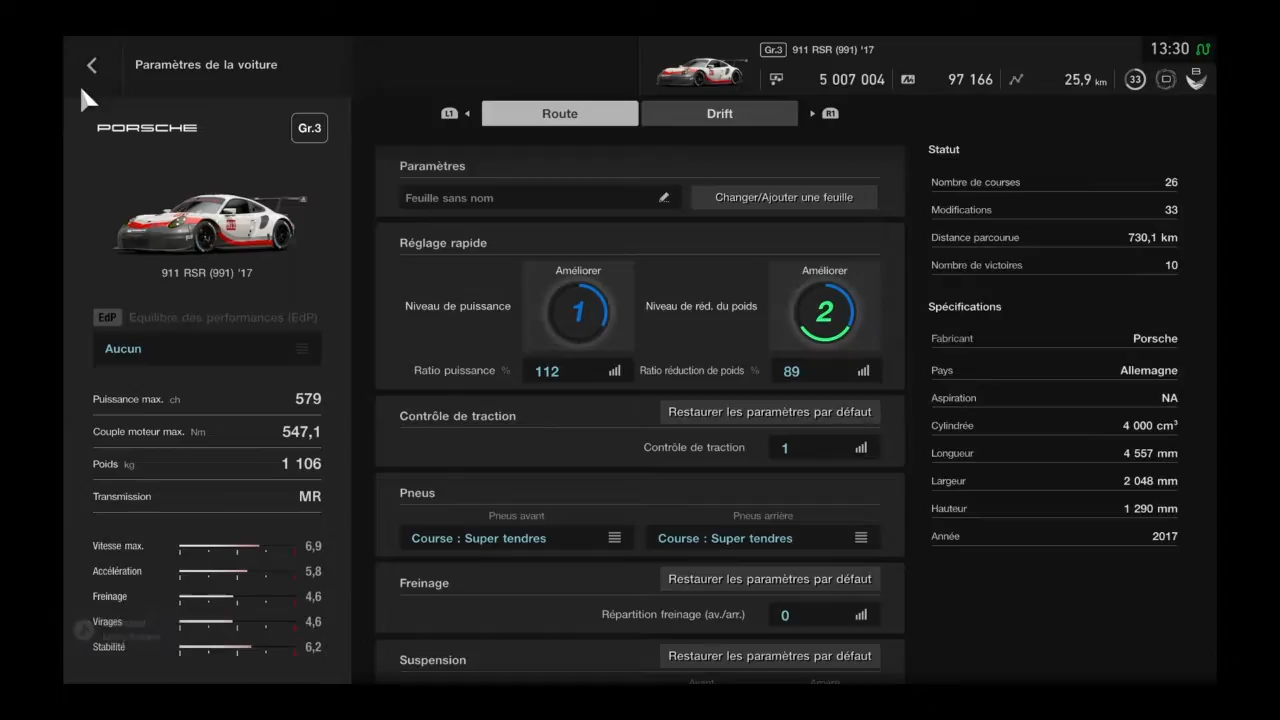 Paramètres de la voiture
Gr.3 911 RSR (991) '17
13:30
5 007 004
97 166
25,9 km
33
B
PORSCHE
Gr.3
911 RSR (991) '17
EdP Equilibre des performances (EdP)
Aucun
Puissance max. ch 579
Couple moteur max. Nm 547,1
Poids kg 1 106
Transmission MR
Vitesse max. 6,9
Accélération 5,8
Freinage 4,6
Virages 4,6
Stabilité 6,2
L1 Route Drift R1
Paramètres
Feuille sans nom
Changer/Ajouter une feuille
Réglage rapide
Améliorer
Améliorer
Niveau de puissance 1
Niveau de réd. du poids 2
Ratio puissance % 112
Ratio réduction de poids % 89
Contrôle de traction
Restaurer les paramètres par défaut
Contrôle de traction 1
Pneus
Pneus avant
Pneus arrière
Course : Super tendres
Course : Super tendres
Freinage
Restaurer les paramètres par défaut
Répartition freinage (av./arr.) 0
Suspension
Restaurer les paramètres par défaut
Statut
Nombre de courses 26
Modifications 33
Distance parcourue 730,1 km
Nombre de victoires 10
Spécifications
Fabricant Porsche
Pays Allemagne
Aspiration NA
Cylindrée 4 000 cm³
Longueur 4 557 mm
Largeur 2 048 mm
Hauteur 1 290 mm
Année 2017